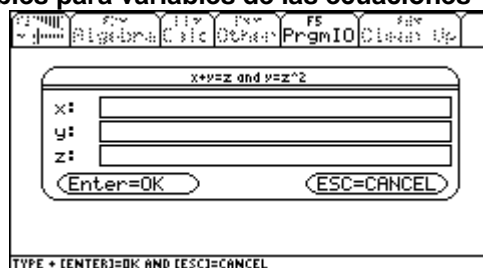 bles para variables de las ecuaciones
Algebra Calc Other PrgmIO Clean Up
F5
x+y=z and y=z^2
x:
y:
z:
Enter=OK ESC=CANCEL
TYPE + [ENTER]=OK AND [ESC]=CANCEL